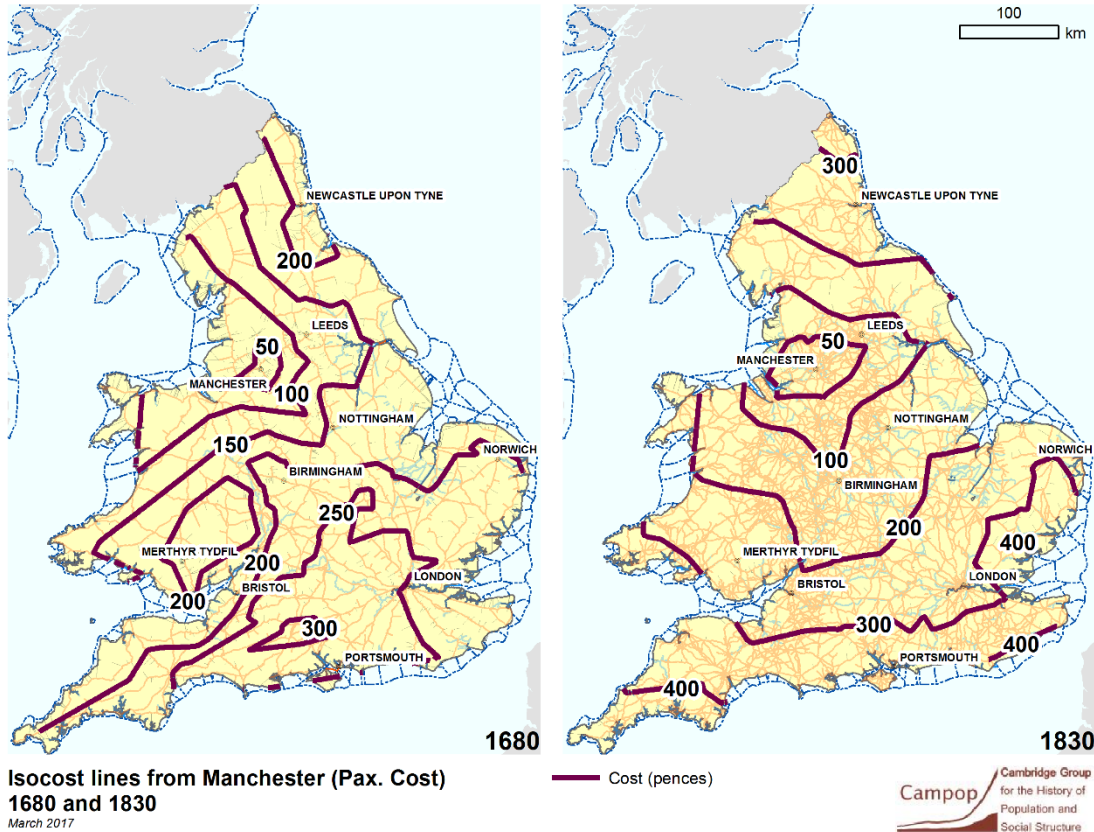 100
km
300
NEWCASTLE UPON TYNE
NEWCASTLE UPON TYNE
200
LEEDS
LEEDS
50
50
MANCHESTER
MANCHESTER
100
NOTTINGHAM
NOTTINGHAM
150
NORWICH
NORWICH
100
BIRMINGHAM
BIRMINGHAM
250
200
400
MERTHYR TYDFIL
MERTHYR TYDFIL
200
LONDON
LONDON
BRISTOL
BRISTOL
200
300
300
400
PORTSMOUTH
PORTSMOUTH
400
1680
1830
Isocost lines from Manchester (Pax. Cost)
1680 and 1830
March 2017
Cost (pences)
Campop
Cambridge Group
for the History of
Population and
Social Structure